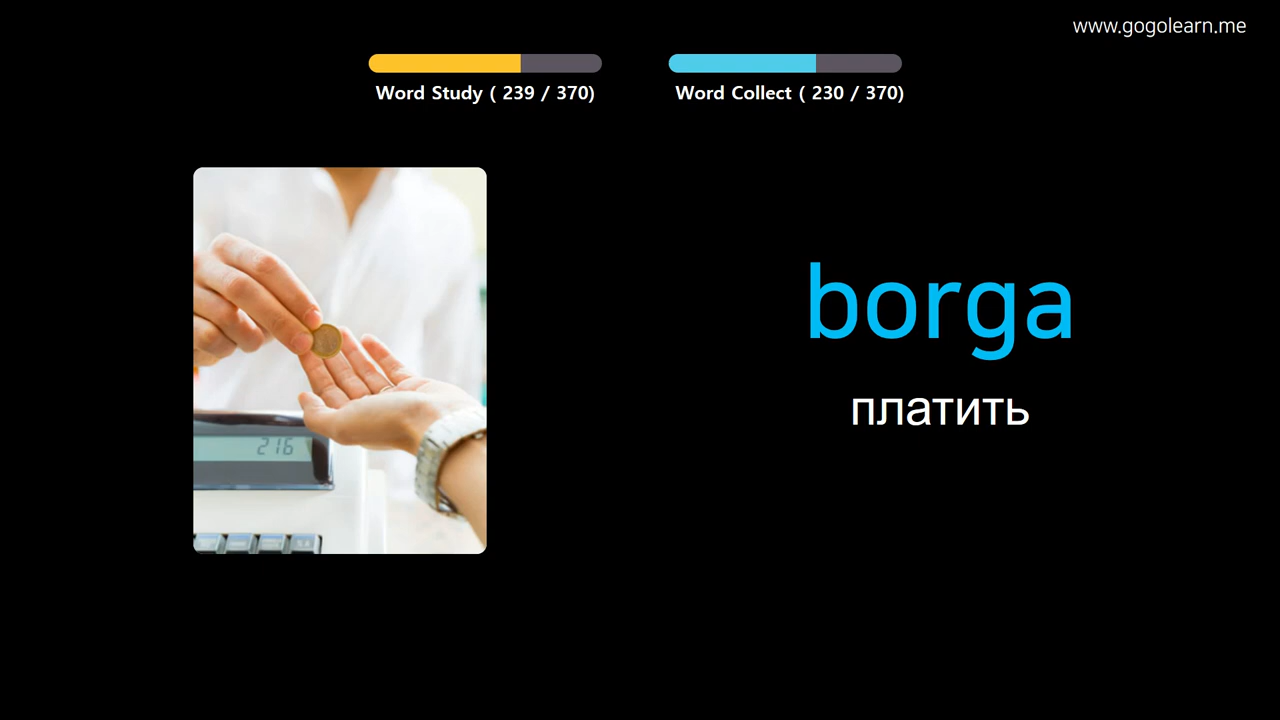 www.gogolearn.me
Word Study ( 239 / 370)
Word Collect ( 230 / 370)
borga
платить
216